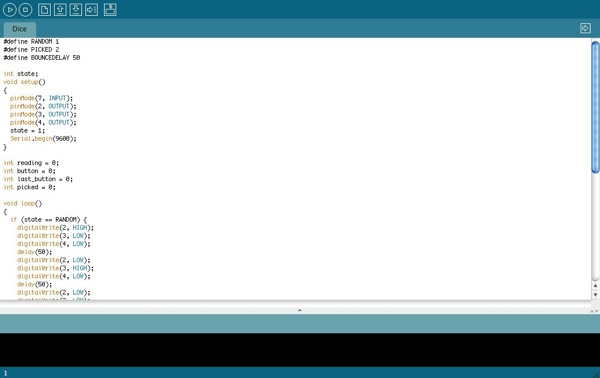 Dice
#define RANDOM 1
#define PICKED 2
#define BOUNCEDELAY 50
int state;
void setup()
{
pinMode(7, INPUT);
pinMode(2, OUTPUT);
pinMode(3, OUTPUT);
pinMode(4, OUTPUT);
state = 1;
Serial.begin(9600);
}
int reading = 0;
int button = 0;
int last_button = 0;
int picked = 0;
void loop()
{
if (state == RANDOM) {
digitalWrite(2, HIGH);
digitalWrite(3, LOW);
digitalWrite(4, LOW);
delay(50);
digitalWrite(2, LOW);
digitalWrite(3, HIGH);
digitalWrite(4, LOW);
delay(50);
digitalWrite(2, LOW);
1